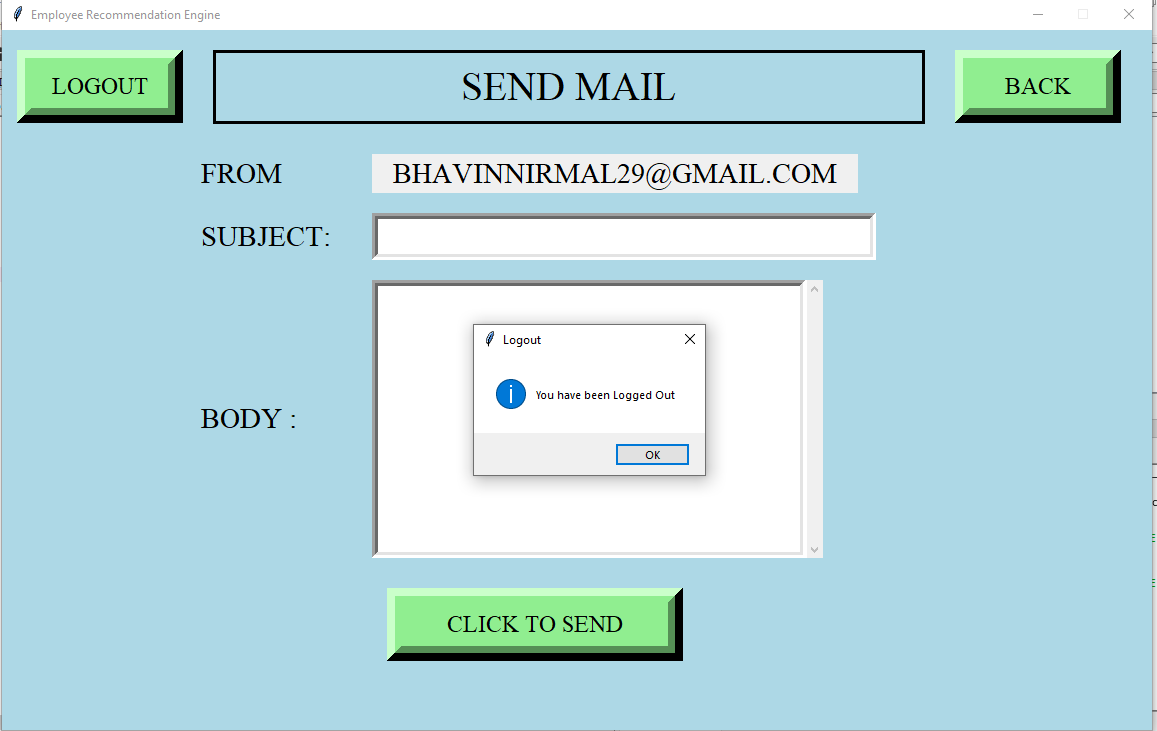 Employee Recommendation Engine
LOGOUT
SEND MAIL
BACK
FROM
BHAVINNIRMAL29@GMAIL.COM
SUBJECT:
Logout
You have been Logged Out
OK
BODY :
CLICK TO SEND